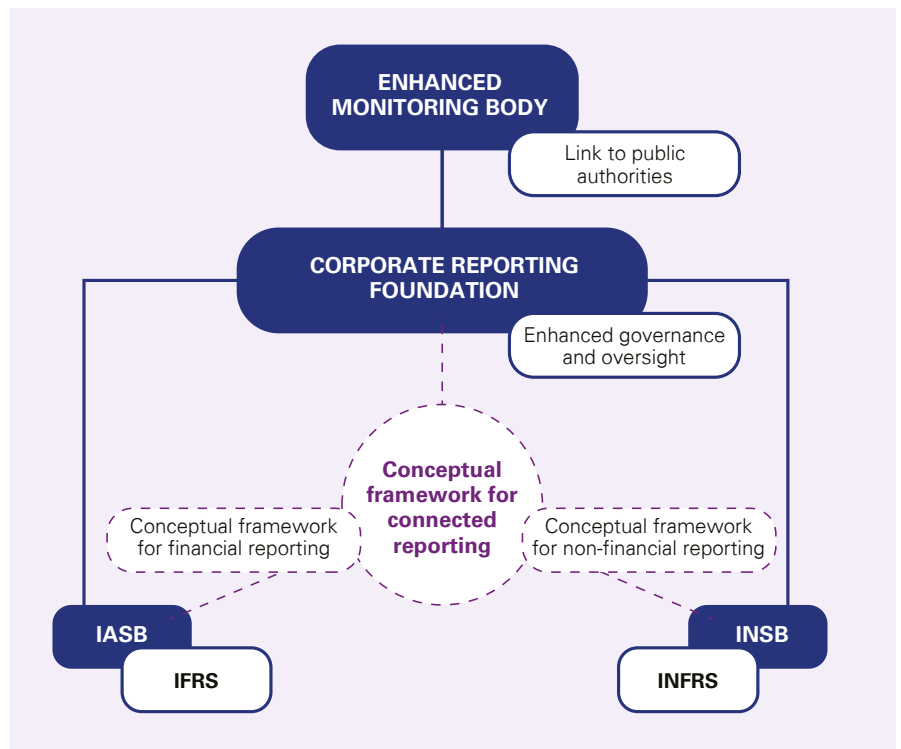 ENHANCED
MONITORING BODY
Link to public
authorities
CORPORATE REPORTING
FOUNDATION
Enhanced governance
and oversight
Conceptual
framework for
connected
reporting
Conceptual framework
for financial reporting
Conceptual framework
for non-financial reporting
IASB
IFRS
INSB
INFRS